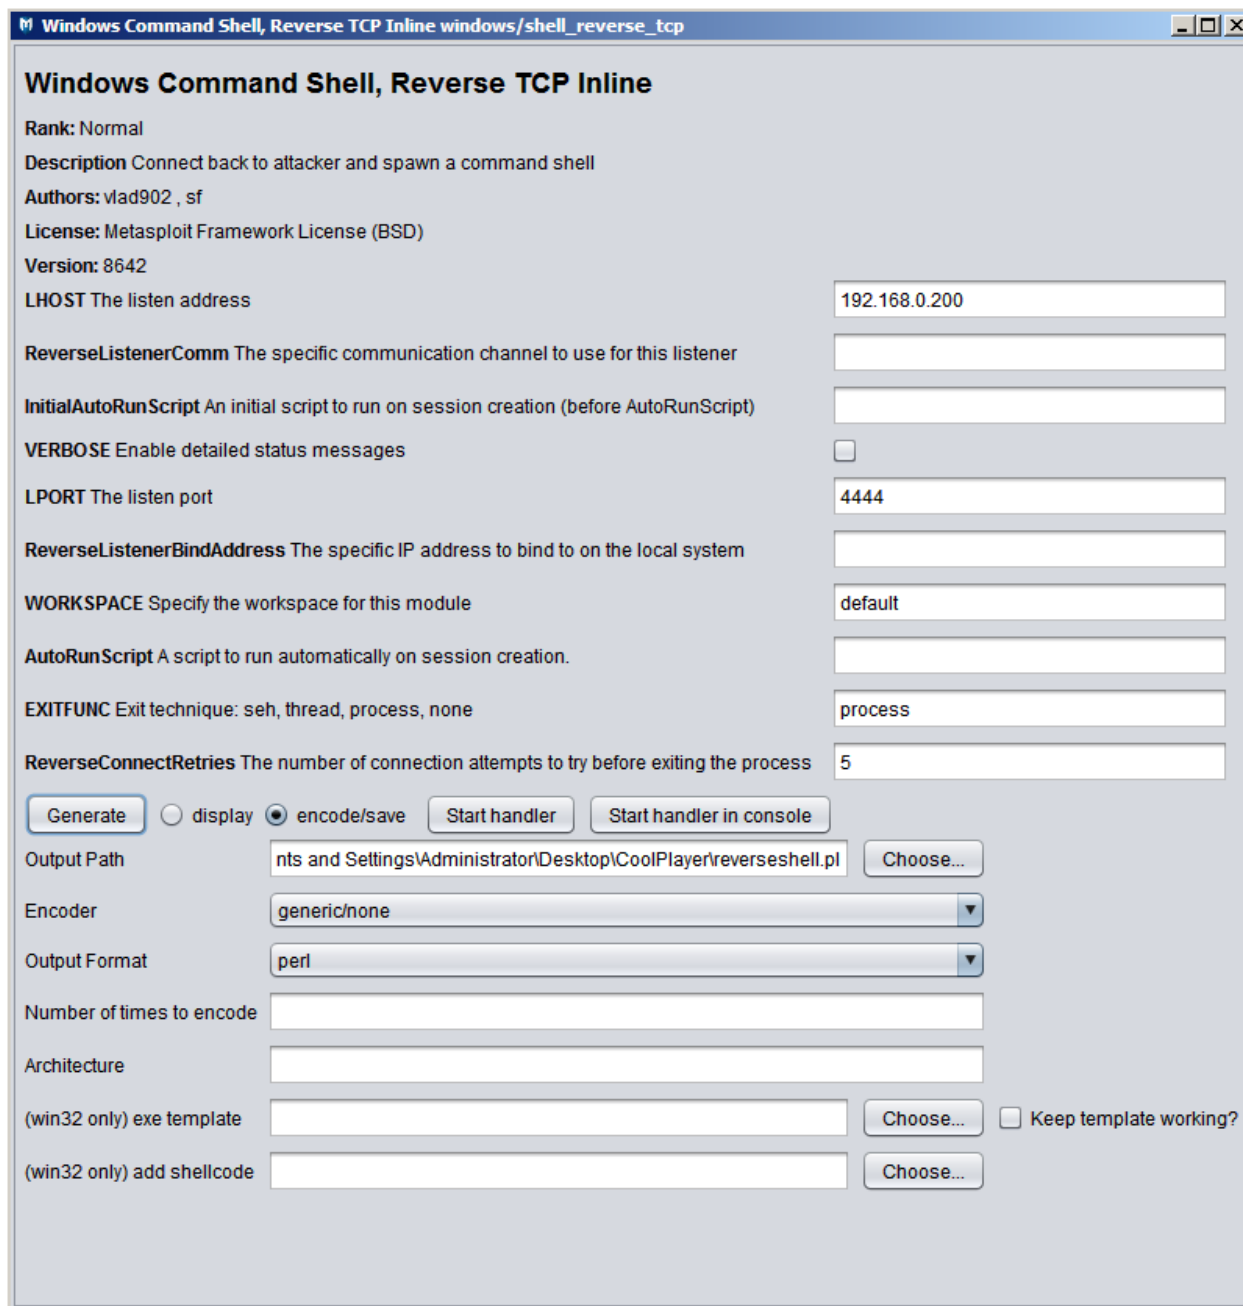 Windows Command Shell, Reverse TCP Inline windows/shell_reverse_tcp
Windows Command Shell, Reverse TCP Inline
Rank: Normal
Description Connect back to attacker and spawn a command shell
Authors: vlad902 , sf
License: Metasploit Framework License (BSD)
Version: 8642
LHOST The listen address 192.168.0.200
ReverseListenerComm The specific communication channel to use for this listener
InitialAutoRunScript An initial script to run on session creation (before AutoRunScript)
VERBOSE Enable detailed status messages
LPORT The listen port 4444
ReverseListenerBindAddress The specific IP address to bind to on the local system
WORKSPACE Specify the workspace for this module default
AutoRunScript A script to run automatically on session creation.
EXITFUNC Exit technique: seh, thread, process, none process
ReverseConnectRetries The number of connection attempts to try before exiting the process 5
Generate display encode/save Start handler Start handler in console
Output Path nts and Settings\Administrator\Desktop\CoolPlayer\reverseshell.pl Choose...
Encoder generic/none
Output Format perl
Number of times to encode
Architecture
(win32 only) exe template Choose... Keep template working?
(win32 only) add shellcode Choose...